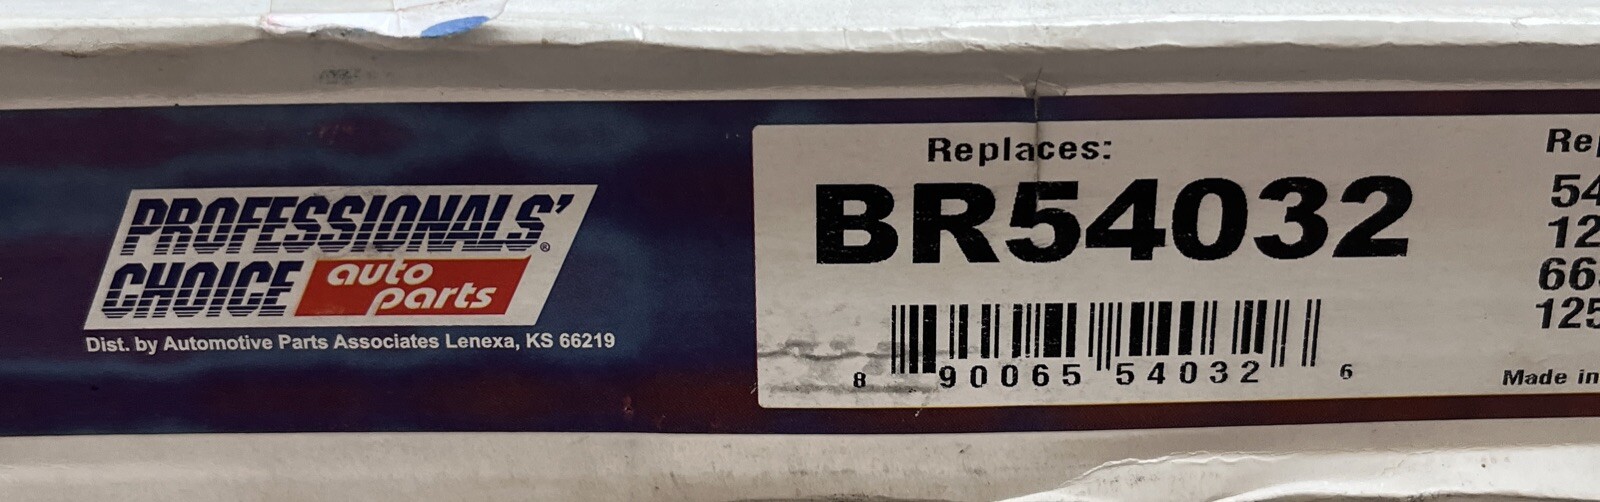 PROFESSIONALS'®
CHOICE auto
parts
Dist. by Automotive Parts Associates Lenexa, KS 66219
Replaces:
BR54032
8 90065 54032 6
Made in